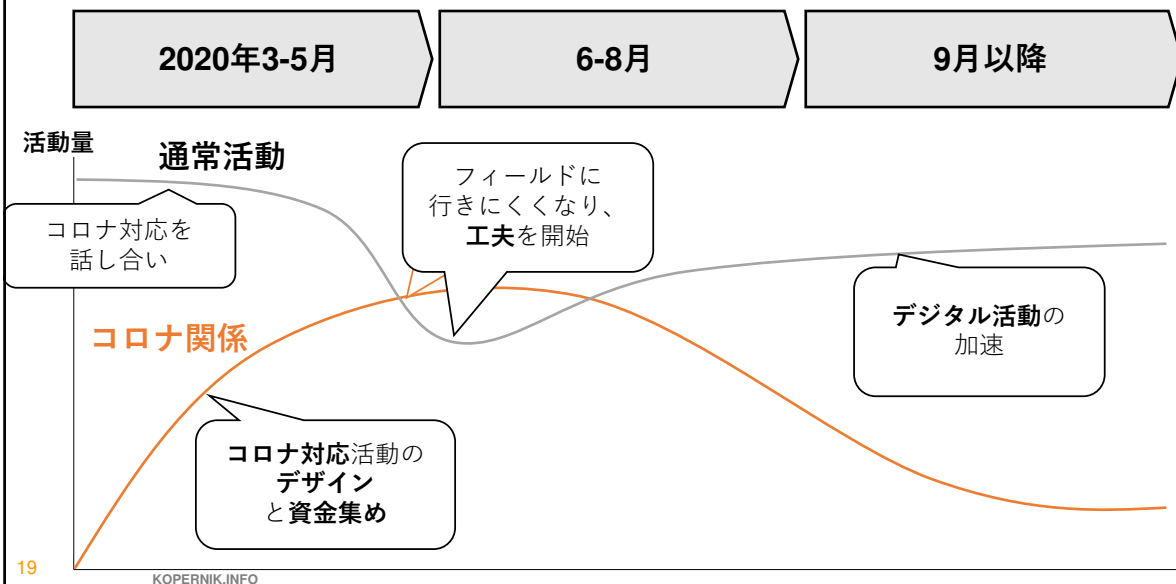 2020年3-5月
6-8月
9月以降
活動量
通常活動
コロナ対応を
話し合い
フィールドに
行きにくくなり、
工夫を開始
コロナ関係
デジタル活動の
加速
コロナ対応活動の
デザイン
と資金集め
19
KOPERNIK.INFO